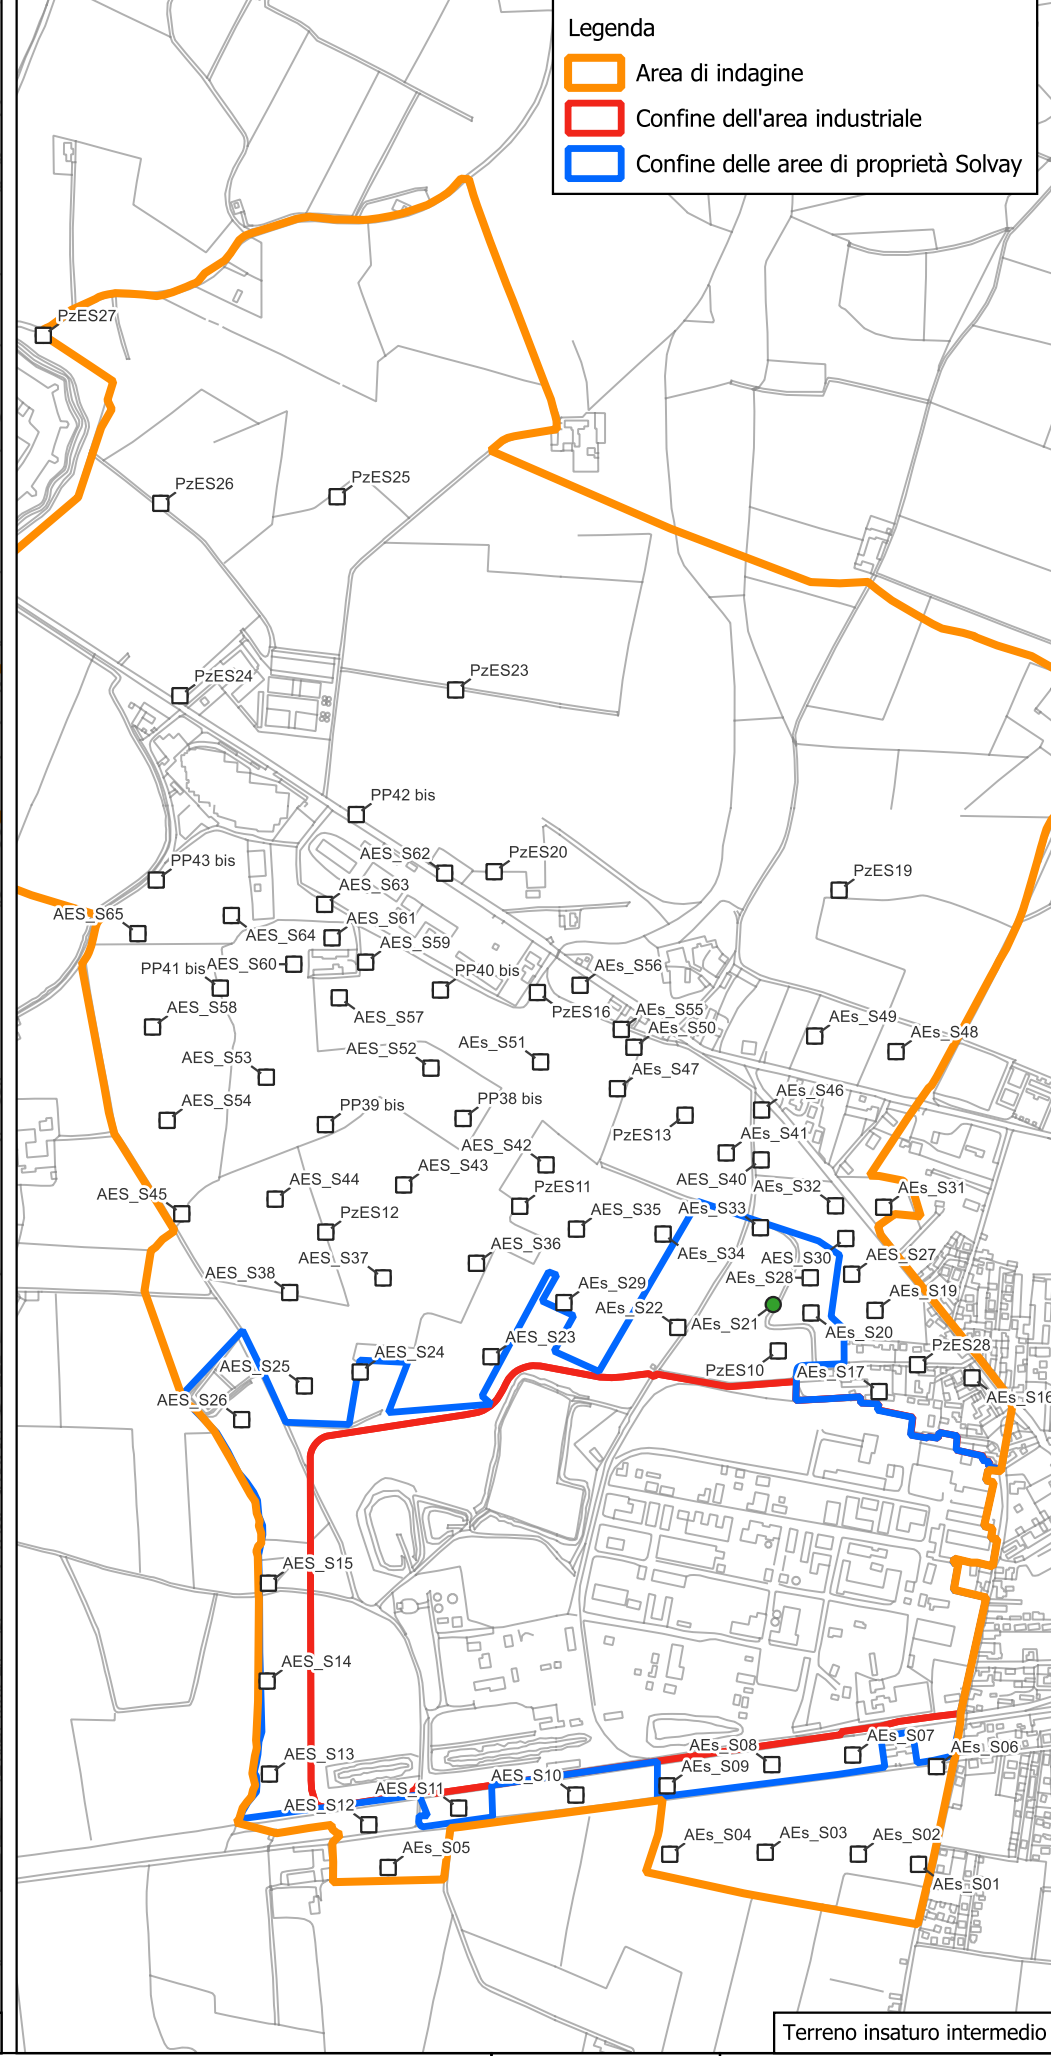 Legenda
Area di indagine
Confine dell'area industriale
Confine delle aree di proprietà Solvay
PzES27
PzES26
PzES25
PzES24
PzES23
PP42 bis
AES_S62
PzES20
PP43 bis
AES_S63
PzES19
AES_S65
AES_S61
AES_S64
AES_S59
PP41 bis
AES_S60
PP40 bis
AEs_S56
PzES16
AES_S58
AES_S57
AEs_S55
AEs_S50
AEs_S49
AEs_S48
AES_S53
AES_S52
AEs_S51
AEs_S47
AES_S54
PP39 bis
PP38 bis
PzES13
AEs_S46
AEs_S41
AES_S42
AES_S40
AES_S45
AES_S44
AES_S43
PzES11
AEs_S32
AEs_S31
PzES12
AES_S35
AEs_S33
AEs_S34
AES_S37
AES_S36
AEs_S30
AEs_S27
AES_S38
AEs_S29
AEs_S28
AEs_S22
AEs_S21
AEs_S19
AEs_S20
AES_S25
AES_S24
AES_S23
PzES10
AEs_S17
PzES28
AES_S26
AEs_S16
AES_S15
AES_S14
AES_S13
AES_S12
AES_S11
AES_S10
AEs_S08
AEs_S09
AEs_S07
AEs_S06
AEs_S05
AEs_S04
AEs_S03
AEs_S02
AEs_S01
Terreno insaturo intermedio